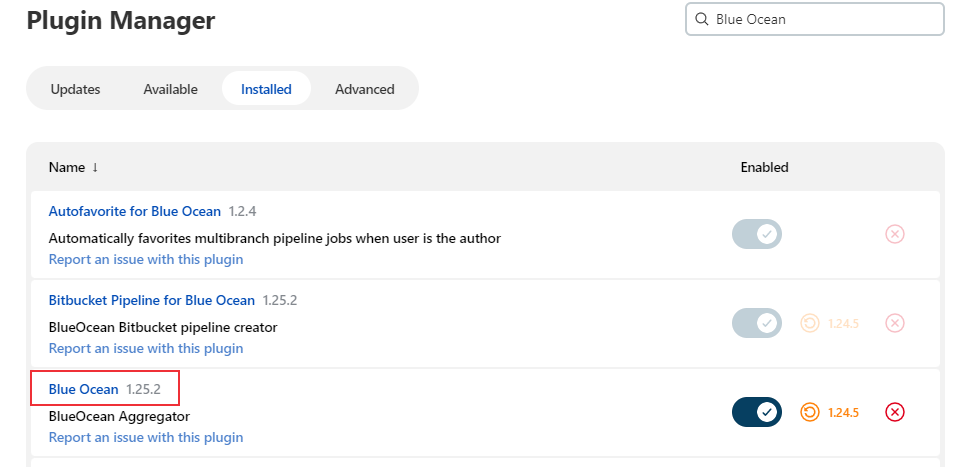 Plugin Manager
Blue Ocean
Updates Available Installed Advanced
Name ↓ Enabled
Autofavorite for Blue Ocean 1.2.4
Automatically favorites multibranch pipeline jobs when user is the author
Report an issue with this plugin
Bitbucket Pipeline for Blue Ocean 1.25.2
1.24.5
BlueOcean Bitbucket pipeline creator
Report an issue with this plugin
Blue Ocean 1.25.2
1.24.5
BlueOcean Aggregator
Report an issue with this plugin